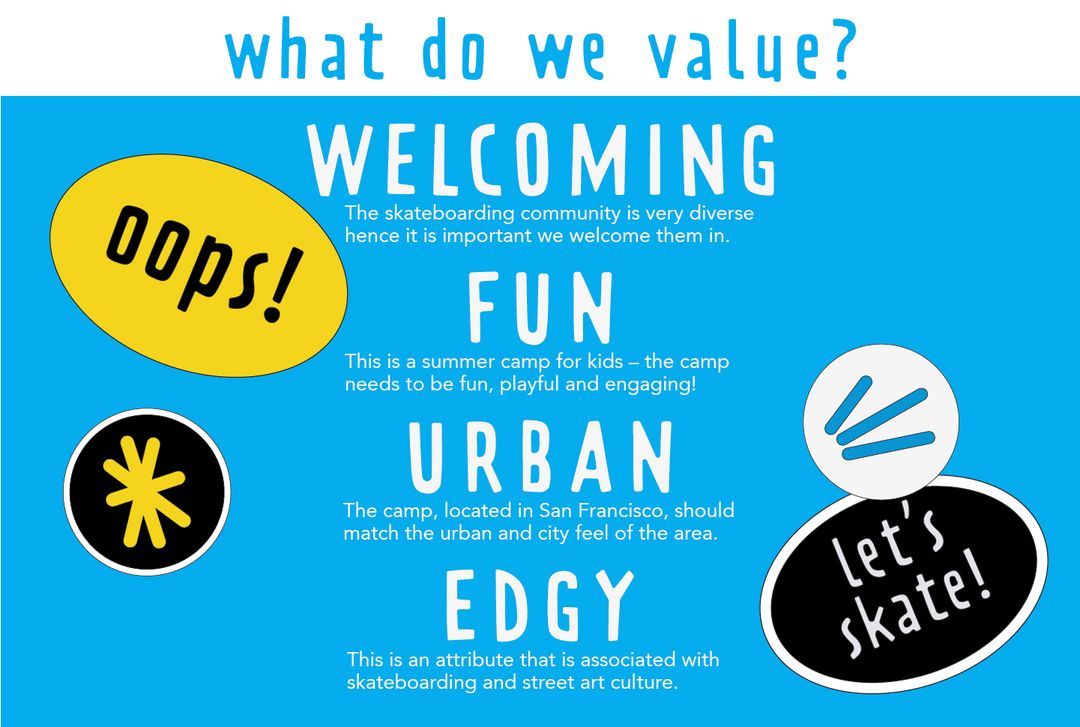 what do we value?
WELCOMING
The skateboarding community is very diverse
hence it is important we welcome them in.
oops!
FUN
This is a summer camp for kids – the camp
needs to be fun, playful and engaging!
URBAN
The camp, located in San Francisco, should
match the urban and city feel of the area.
let's
skate!
EDGY
This is an attribute that is associated with
skateboarding and street art culture.